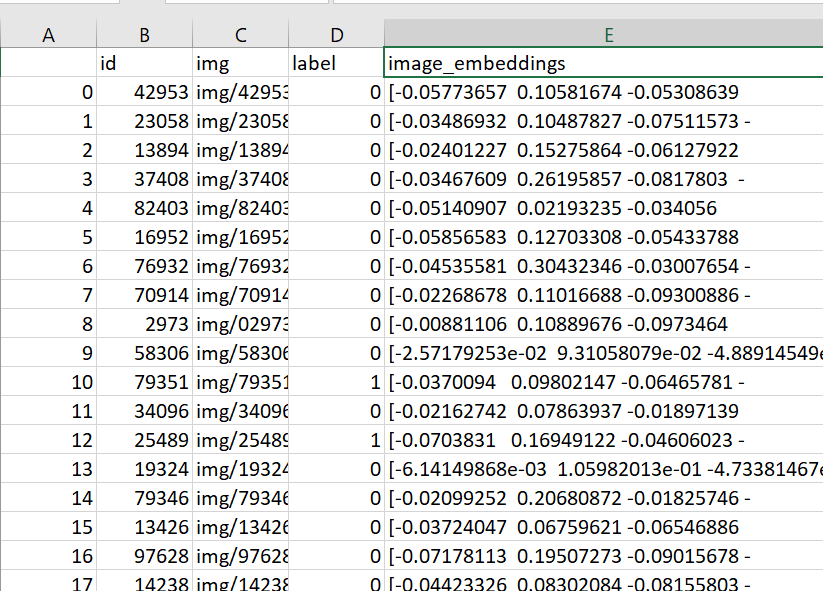 A B C D E
id img label image_embeddings
0 42953 img/42953 0 [-0.05773657 0.10581674 -0.05308639
1 23058 img/23058 0 [-0.03486932 0.10487827 -0.07511573 -
2 13894 img/13894 0 [-0.02401227 0.15275864 -0.06127922
3 37408 img/37408 0 [-0.03467609 0.26195857 -0.0817803 -
4 82403 img/82403 0 [-0.05140907 0.02193235 -0.034056
5 16952 img/16952 0 [-0.05856583 0.12703308 -0.05433788
6 76932 img/76932 0 [-0.04535581 0.30432346 -0.03007654 -
7 70914 img/70914 0 [-0.02268678 0.11016688 -0.09300886 -
8 2973 img/02973 0 [-0.00881106 0.10889676 -0.0973464
9 58306 img/58306 0 [-2.57179253e-02 9.31058079e-02 -4.88914549e
10 79351 img/79351 1 [-0.0370094 0.09802147 -0.06465781 -
11 34096 img/34096 0 [-0.02162742 0.07863937 -0.01897139
12 25489 img/25489 1 [-0.0703831 0.16949122 -0.04606023 -
13 19324 img/19324 0 [-6.14149868e-03 1.05982013e-01 -4.73381467e
14 79346 img/79346 0 [-0.02099252 0.20680872 -0.01825746 -
15 13426 img/13426 0 [-0.03724047 0.06759621 -0.06546886
16 97628 img/97628 0 [-0.07178113 0.19507273 -0.09015678 -
17 14238 img/14238 0 [-0.04423326 0.08302084 -0.08155803 -